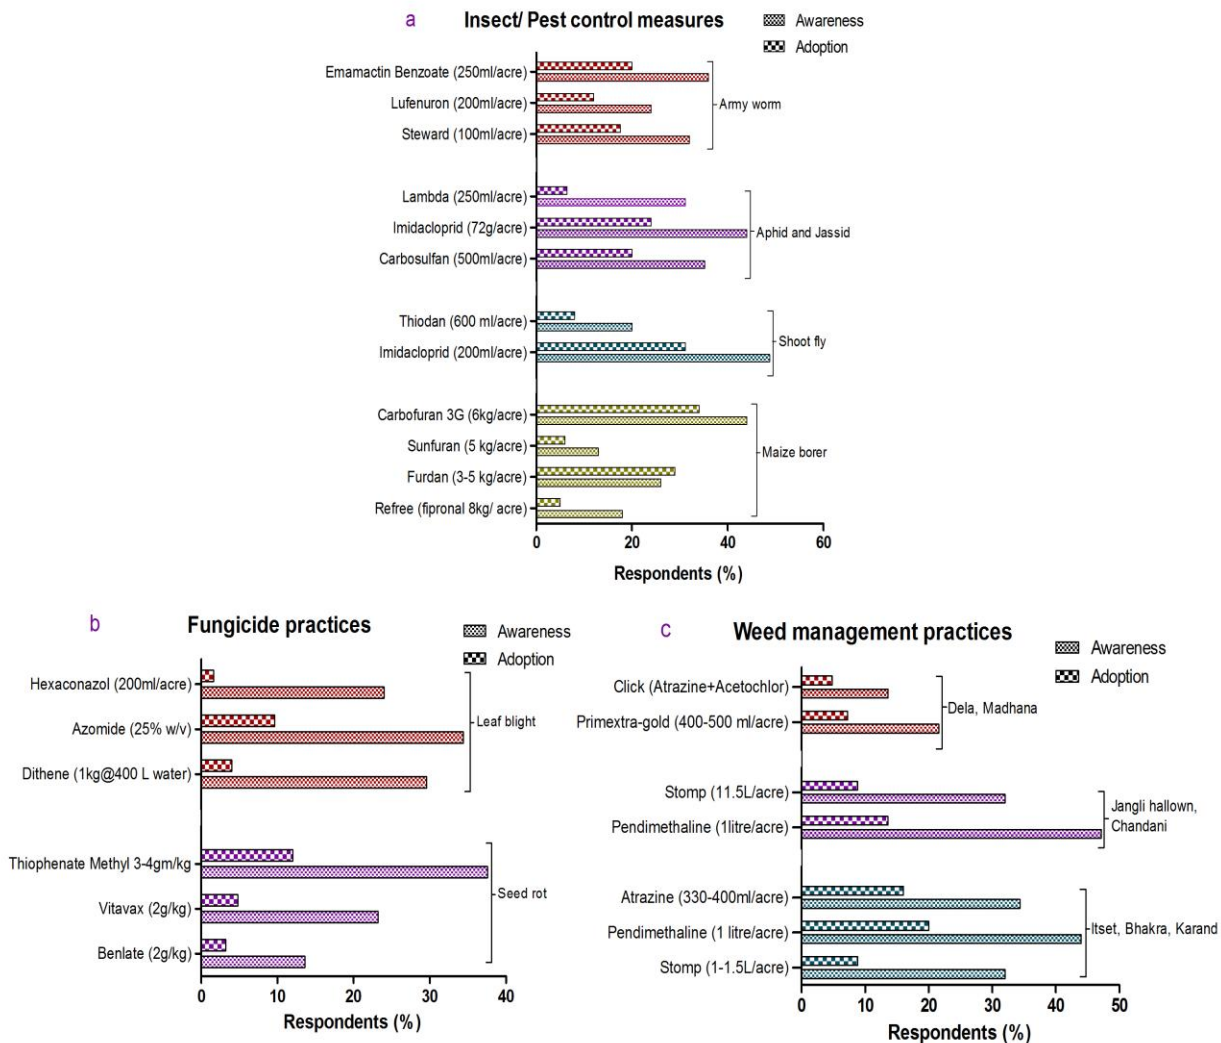 a
Insect/ Pest control measures
Awareness
Adoption
Emamactin Benzoate (250ml/acre)
Lufenuron (200ml/acre)
Steward (100ml/acre)
Army worm
Lambda (250ml/acre)
Imidacloprid (72g/acre)
Carbosulfan (500ml/acre)
Aphid and Jassid
Thiodan (600 ml/acre)
Imidacloprid (200ml/acre)
Shoot fly
Carbofuran 3G (6kg/acre)
Sunfuran (5 kg/acre)
Furdan (3-5 kg/acre)
Refree (fipronal 8kg/ acre)
Maize borer
0 20 40 60
Respondents (%)
b
Fungicide practices
Awareness
Adoption
Hexaconazol (200ml/acre)
Azomide (25% w/v)
Dithene (1kg@400 L water)
Leaf blight
Thiophenate Methyl 3-4gm/kg
Vitavax (2g/kg)
Benlate (2g/kg)
Seed rot
0 10 20 30 40
Respondents (%)
c
Weed management practices
Awareness
Adoption
Click (Atrazine+Acetochlor)
Primextra-gold (400-500 ml/acre)
Dela, Madhana
Stomp (11.5L/acre)
Pendimethaline (1litre/acre)
Jangli hallown,
Chandani
Atrazine (330-400ml/acre)
Pendimethaline (1 litre/acre)
Stomp (1-1.5L/acre)
Itset, Bhakra, Karand
0 10 20 30 40 50
Respondents (%)